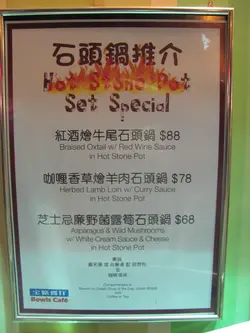 石頭鍋推介
Hot Stone Pot
Set Special
紅酒燴牛尾石頭鍋 $88
Braised Oxtail w/ Red Wine Sauce
in Hot Stone Pot
咖喱香草燴羊肉石頭鍋 $78
Herbed Lamb Loin w/ Curry Sauce
in Hot Stone Pot
芝士忌廉野菌露筍石頭鍋 $68
Asparagus & Wild Mushrooms
w/ White Cream Sauce & Cheese
in Hot Stone Pot
Bowls Cafe